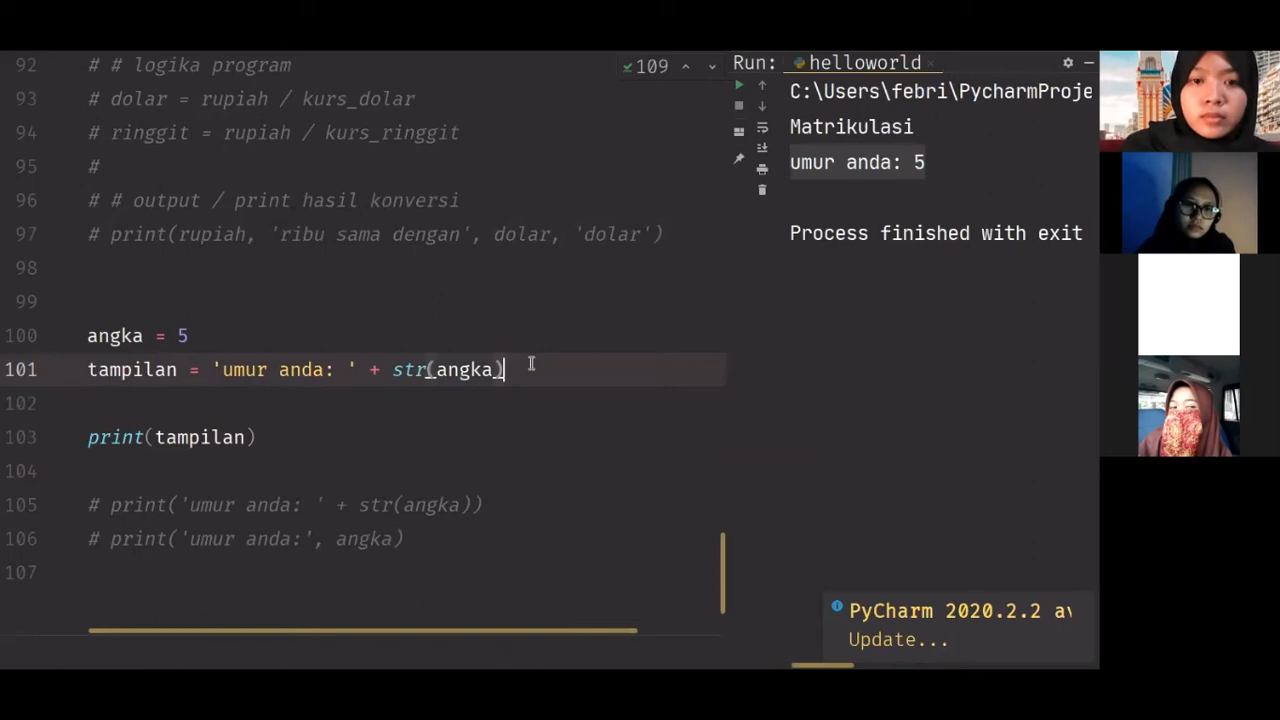 92 # # logika program
93 # dolar = rupiah / kurs_dolar
94 # ringgit = rupiah / kurs_ringgit
95 #
96 # # output / print hasil konversi
97 # print(rupiah, 'ribu sama dengan', dolar, 'dolar')
98
99
100 angka = 5
101 tampilan = 'umur anda: ' + str(angka)
102
103 print(tampilan)
104
105 # print('umur anda: ' + str(angka))
106 # print('umur anda:', angka)
107
109
Run: helloworld
C:\Users\febri\PycharmProje
Matrikulasi
umur anda: 5
Process finished with exit
PyCharm 2020.2.2 av
Update...